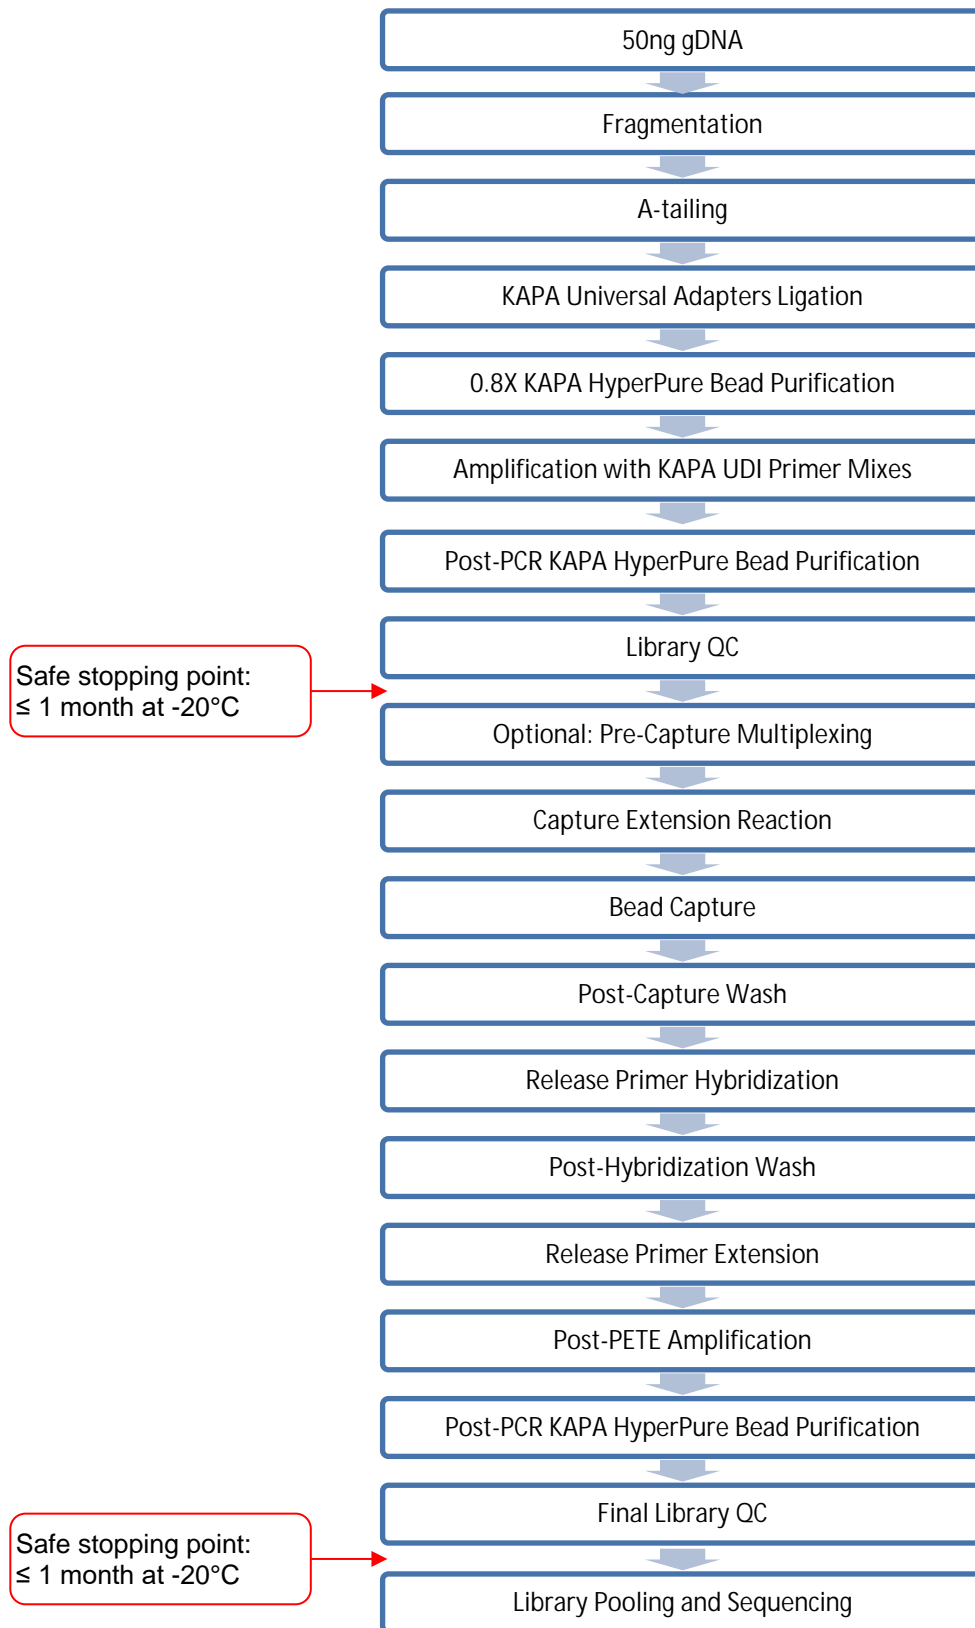 50ng gDNA
Fragmentation
A-tailing
KAPA Universal Adapters Ligation
0.8X KAPA HyperPure Bead Purification
Amplification with KAPA UDI Primer Mixes
Post-PCR KAPA HyperPure Bead Purification
Library QC
Safe stopping point:
≤ 1 month at -20°C
Optional: Pre-Capture Multiplexing
Capture Extension Reaction
Bead Capture
Post-Capture Wash
Release Primer Hybridization
Post-Hybridization Wash
Release Primer Extension
Post-PETE Amplification
Post-PCR KAPA HyperPure Bead Purification
Final Library QC
Safe stopping point:
≤ 1 month at -20°C
Library Pooling and Sequencing